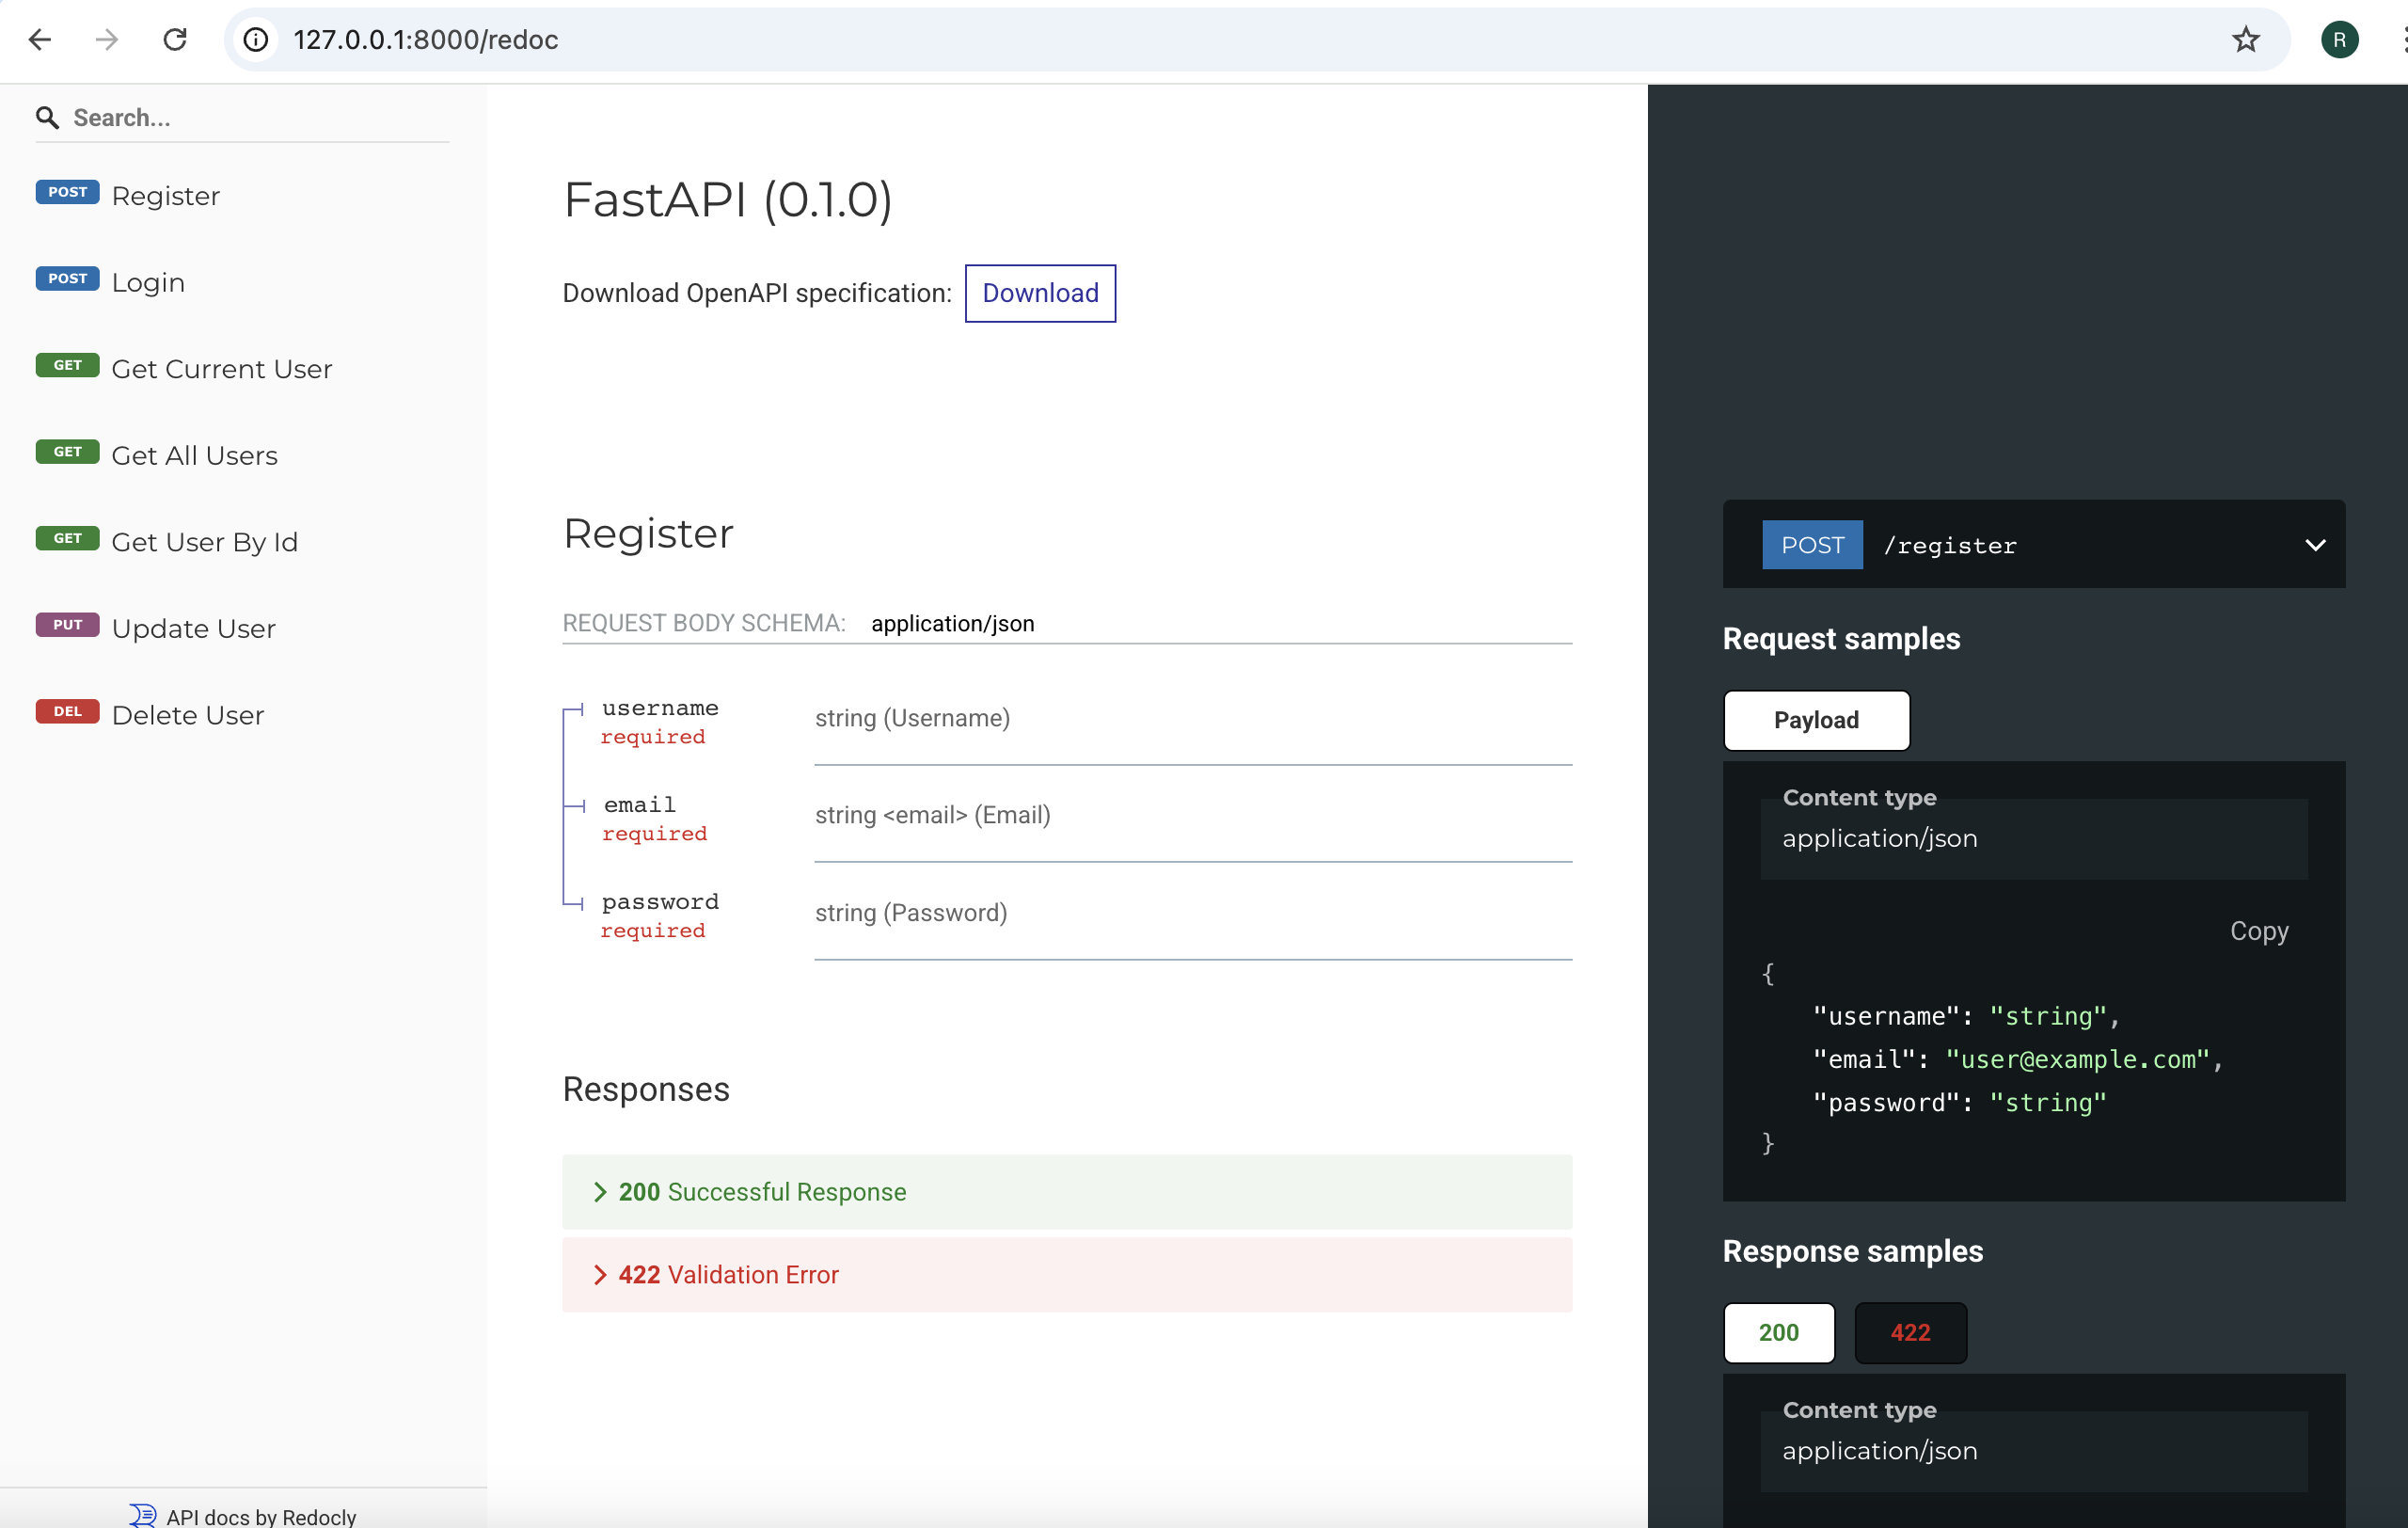 127.0.0.1:8000/redoc
R
Search...
POST Register
POST Login
GET Get Current User
GET Get All Users
GET Get User By Id
PUT Update User
DEL Delete User
API docs by Redocly
FastAPI (0.1.0)
Download OpenAPI specification: Download
Register
REQUEST BODY SCHEMA: application/json
username
required
string (Username)
email
required
string <email> (Email)
password
required
string (Password)
Responses
200 Successful Response
422 Validation Error
POST /register
Request samples
Payload
Content type
application/json
Copy
{
"username": "string",
"email": "user@example.com",
"password": "string"
}
Response samples
200 422
Content type
application/json